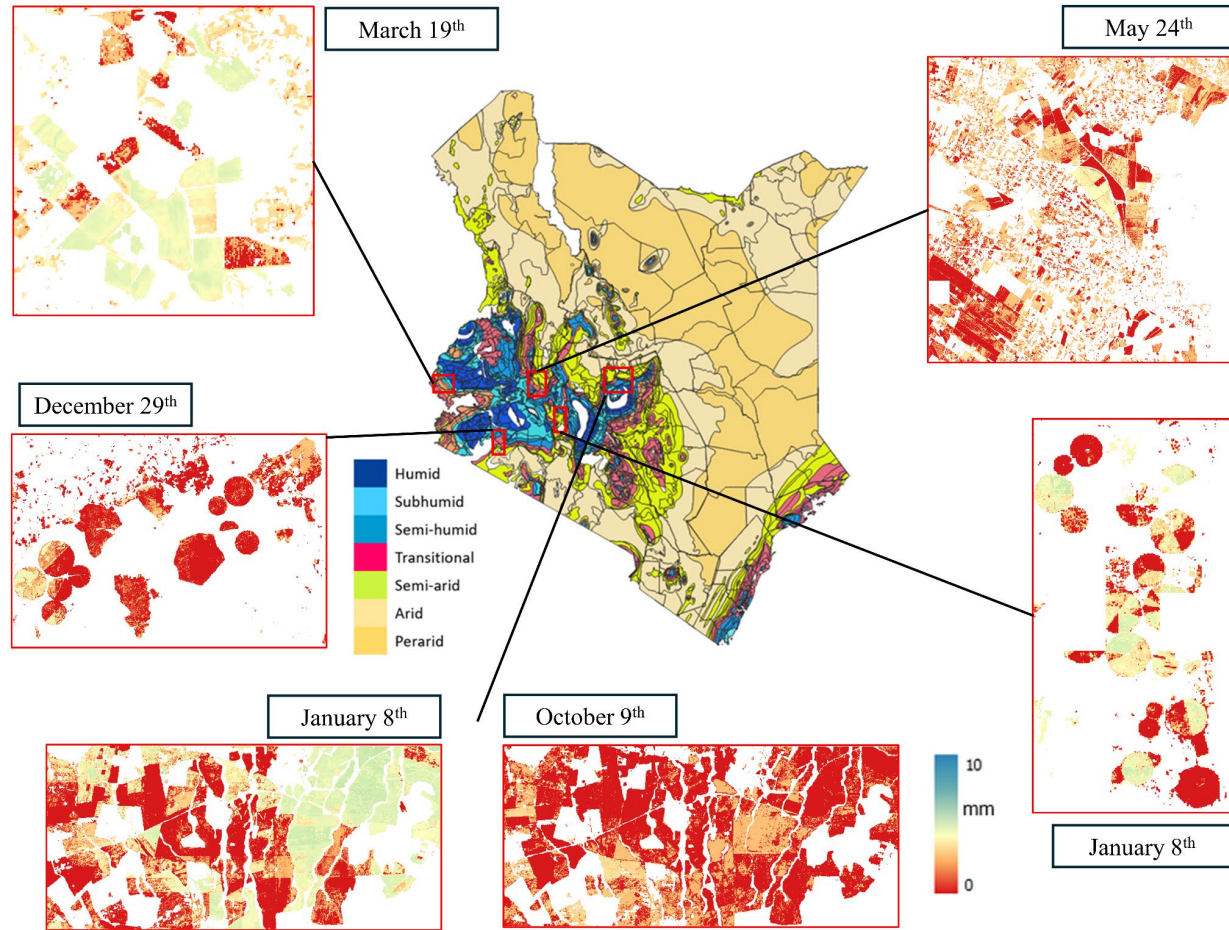 March 19th
May 24th
December 29th
Humid
Subhumid
Semi-humid
Transitional
Semi-arid
Arid
Perarid
January 8th
October 9th
10
mm
0
January 8th